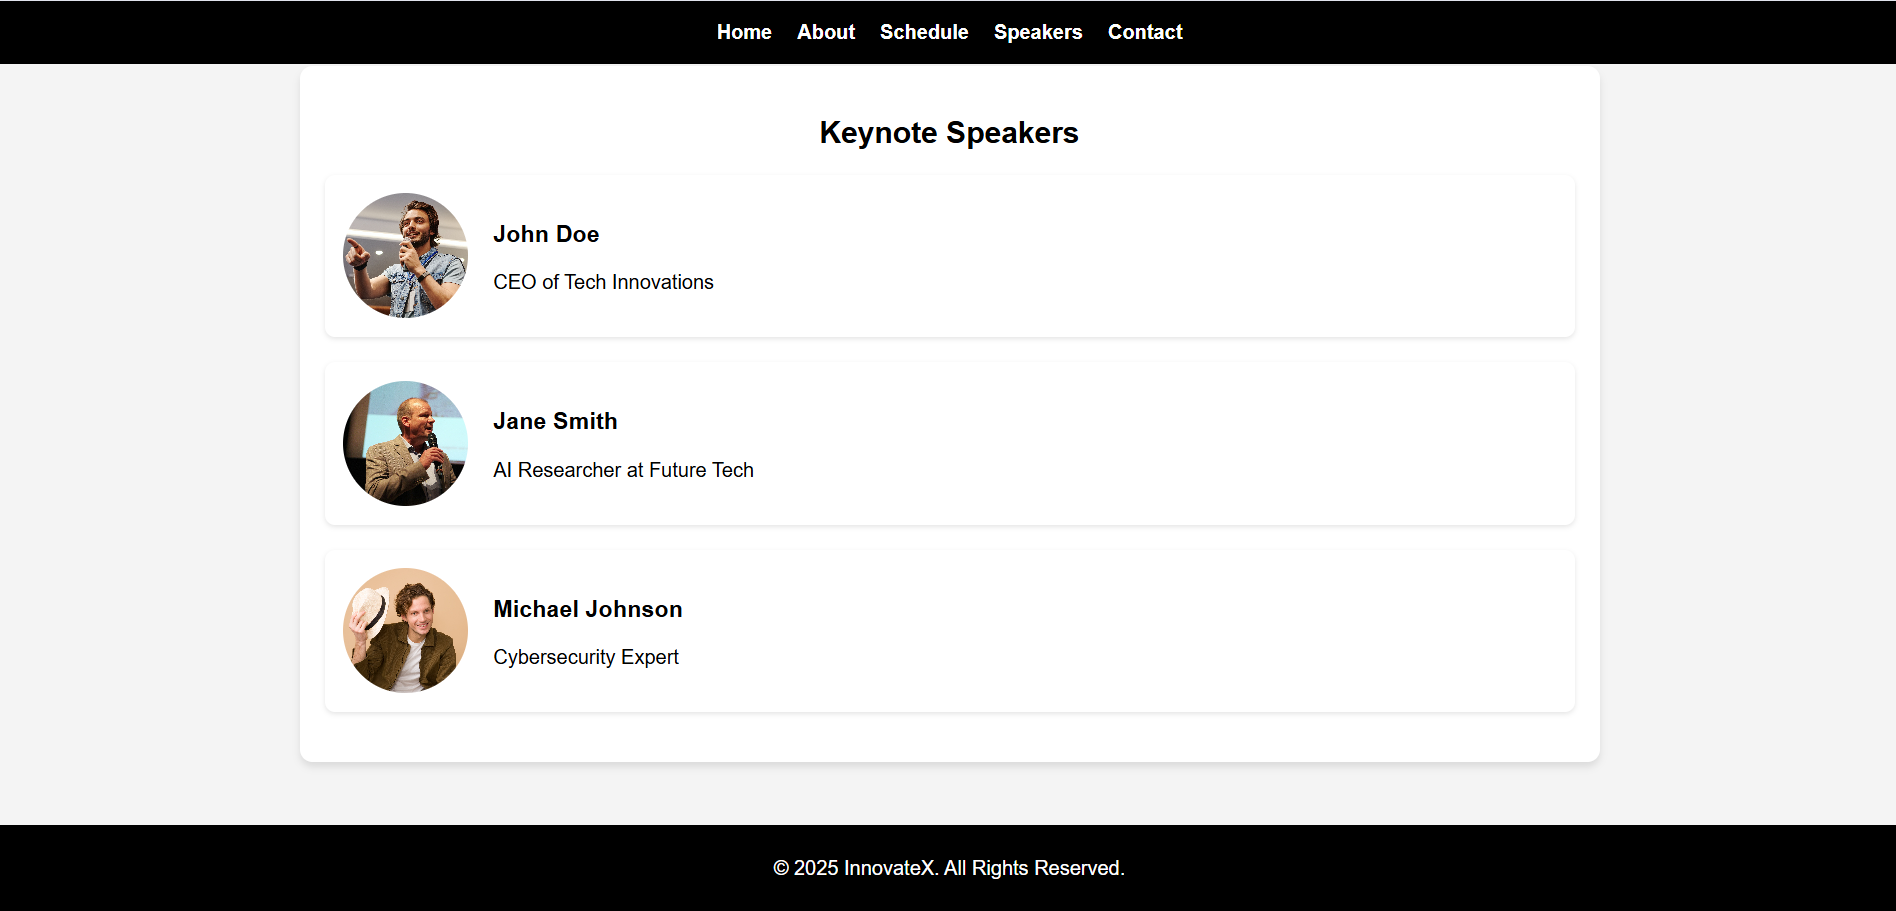 Home About Schedule Speakers Contact
Keynote Speakers
John Doe
CEO of Tech Innovations
Jane Smith
AI Researcher at Future Tech
Michael Johnson
Cybersecurity Expert
© 2025 InnovateX. All Rights Reserved.